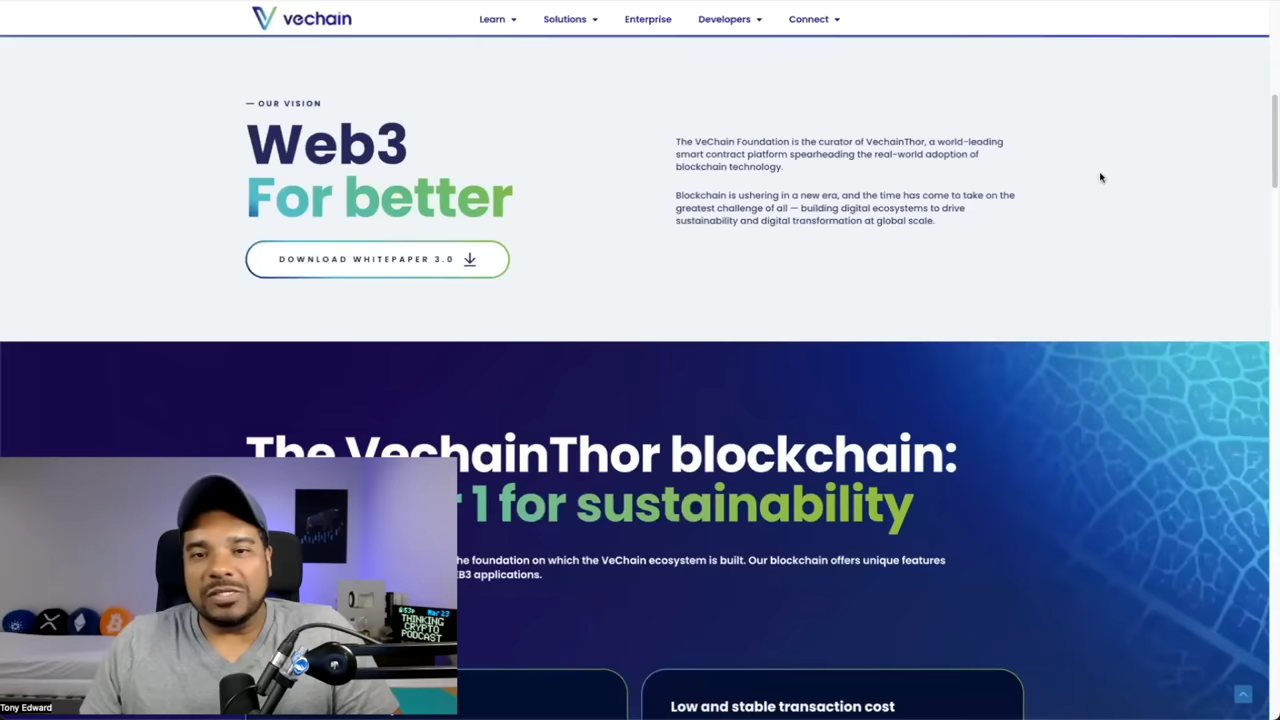 vechain
Learn
Solutions
Enterprise
Developers
Connect
— OUR VISION
Web3
For better
DOWNLOAD WHITEPAPER 3.0
The VeChain Foundation is the curator of VechainThor, a world-leading
smart contract platform spearheading the real-world adoption of
blockchain technology.
Blockchain is ushering in a new era, and the time has come to take on the
greatest challenge of all — building digital ecosystems to drive
sustainability and digital transformation at global scale.
The VechainThor blockchain:
1 for sustainability
the foundation on which the VeChain ecosystem is built. Our blockchain offers unique features
applications.
Low and stable transaction cost
6:57P Mar 23
THINKING
CRYPTO
PODCAST
Tony Edward